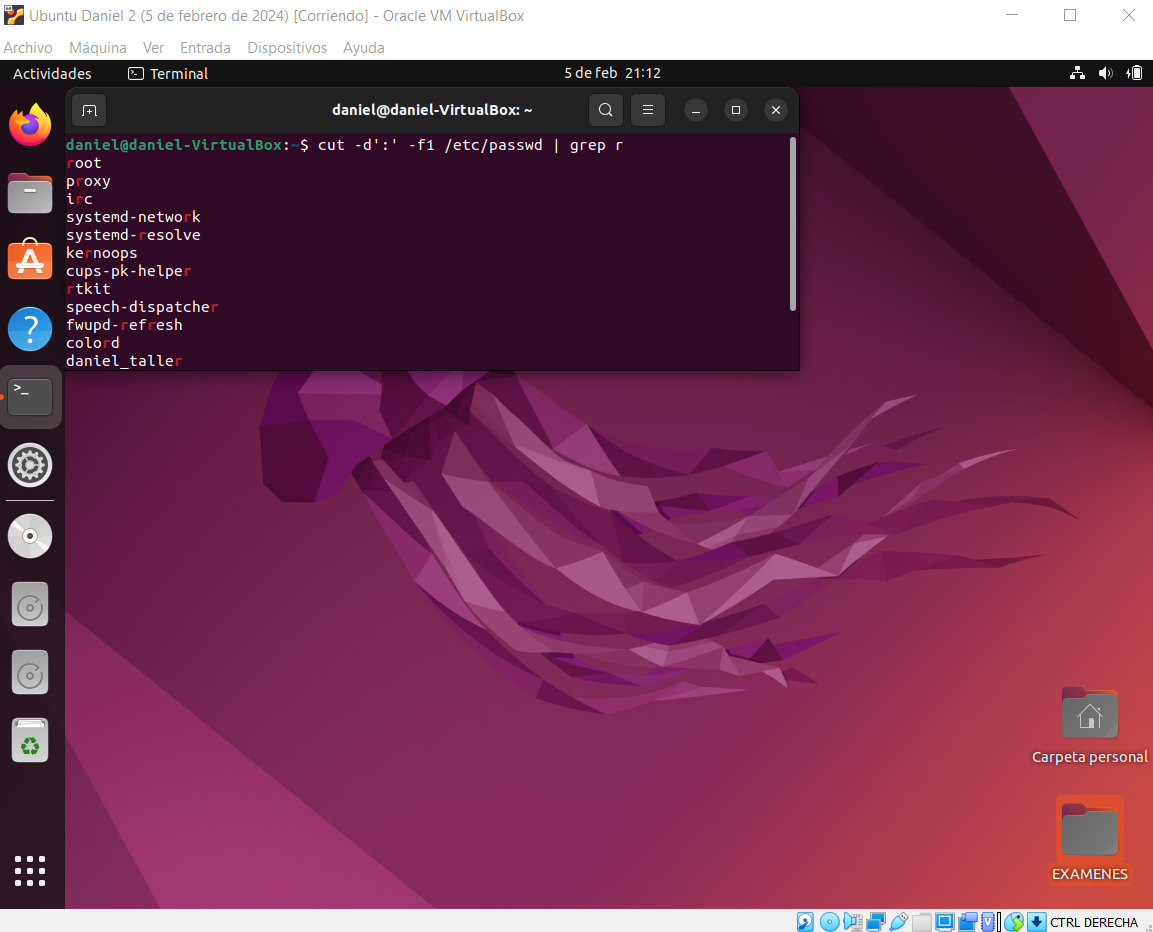 Ubuntu Daniel 2 (5 de febrero de 2024) [Corriendo] - Oracle VM VirtualBox
Archivo Máquina Ver Entrada Dispositivos Ayuda
Actividades Terminal 5 de feb 21:12
daniel@daniel-VirtualBox: ~
daniel@daniel-VirtualBox:~$ cut -d':' -f1 /etc/passwd | grep r
root
proxy
irc
systemd-network
systemd-resolve
kernoops
cups-pk-helper
rtkit
speech-dispatcher
fwupd-refresh
colord
daniel_taller
Carpeta personal
EXAMENES
CTRL DERECHA